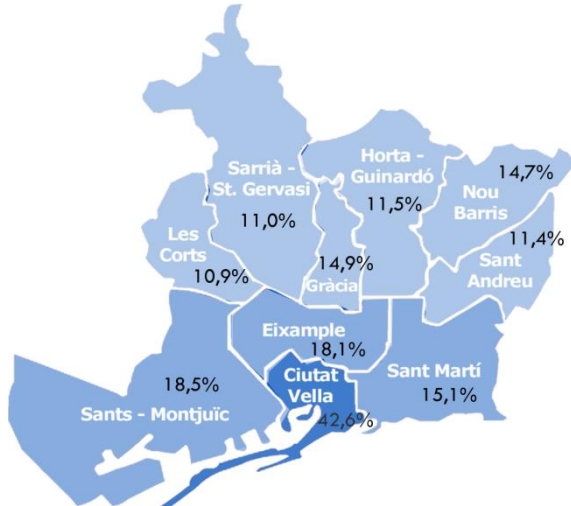 Sarrià -
St. Gervasi
11,0%
Horta -
Guinardó
11,5%
14,7%
Nou
Barris
Les
Corts
10,9%
14,9%
Gràcia
11,4%
Sant
Andreu
Eixample
18,1%
18,5%
Sants - Montjuïc
Ciutat
Vella
42,6%
Sant Martí
15,1%